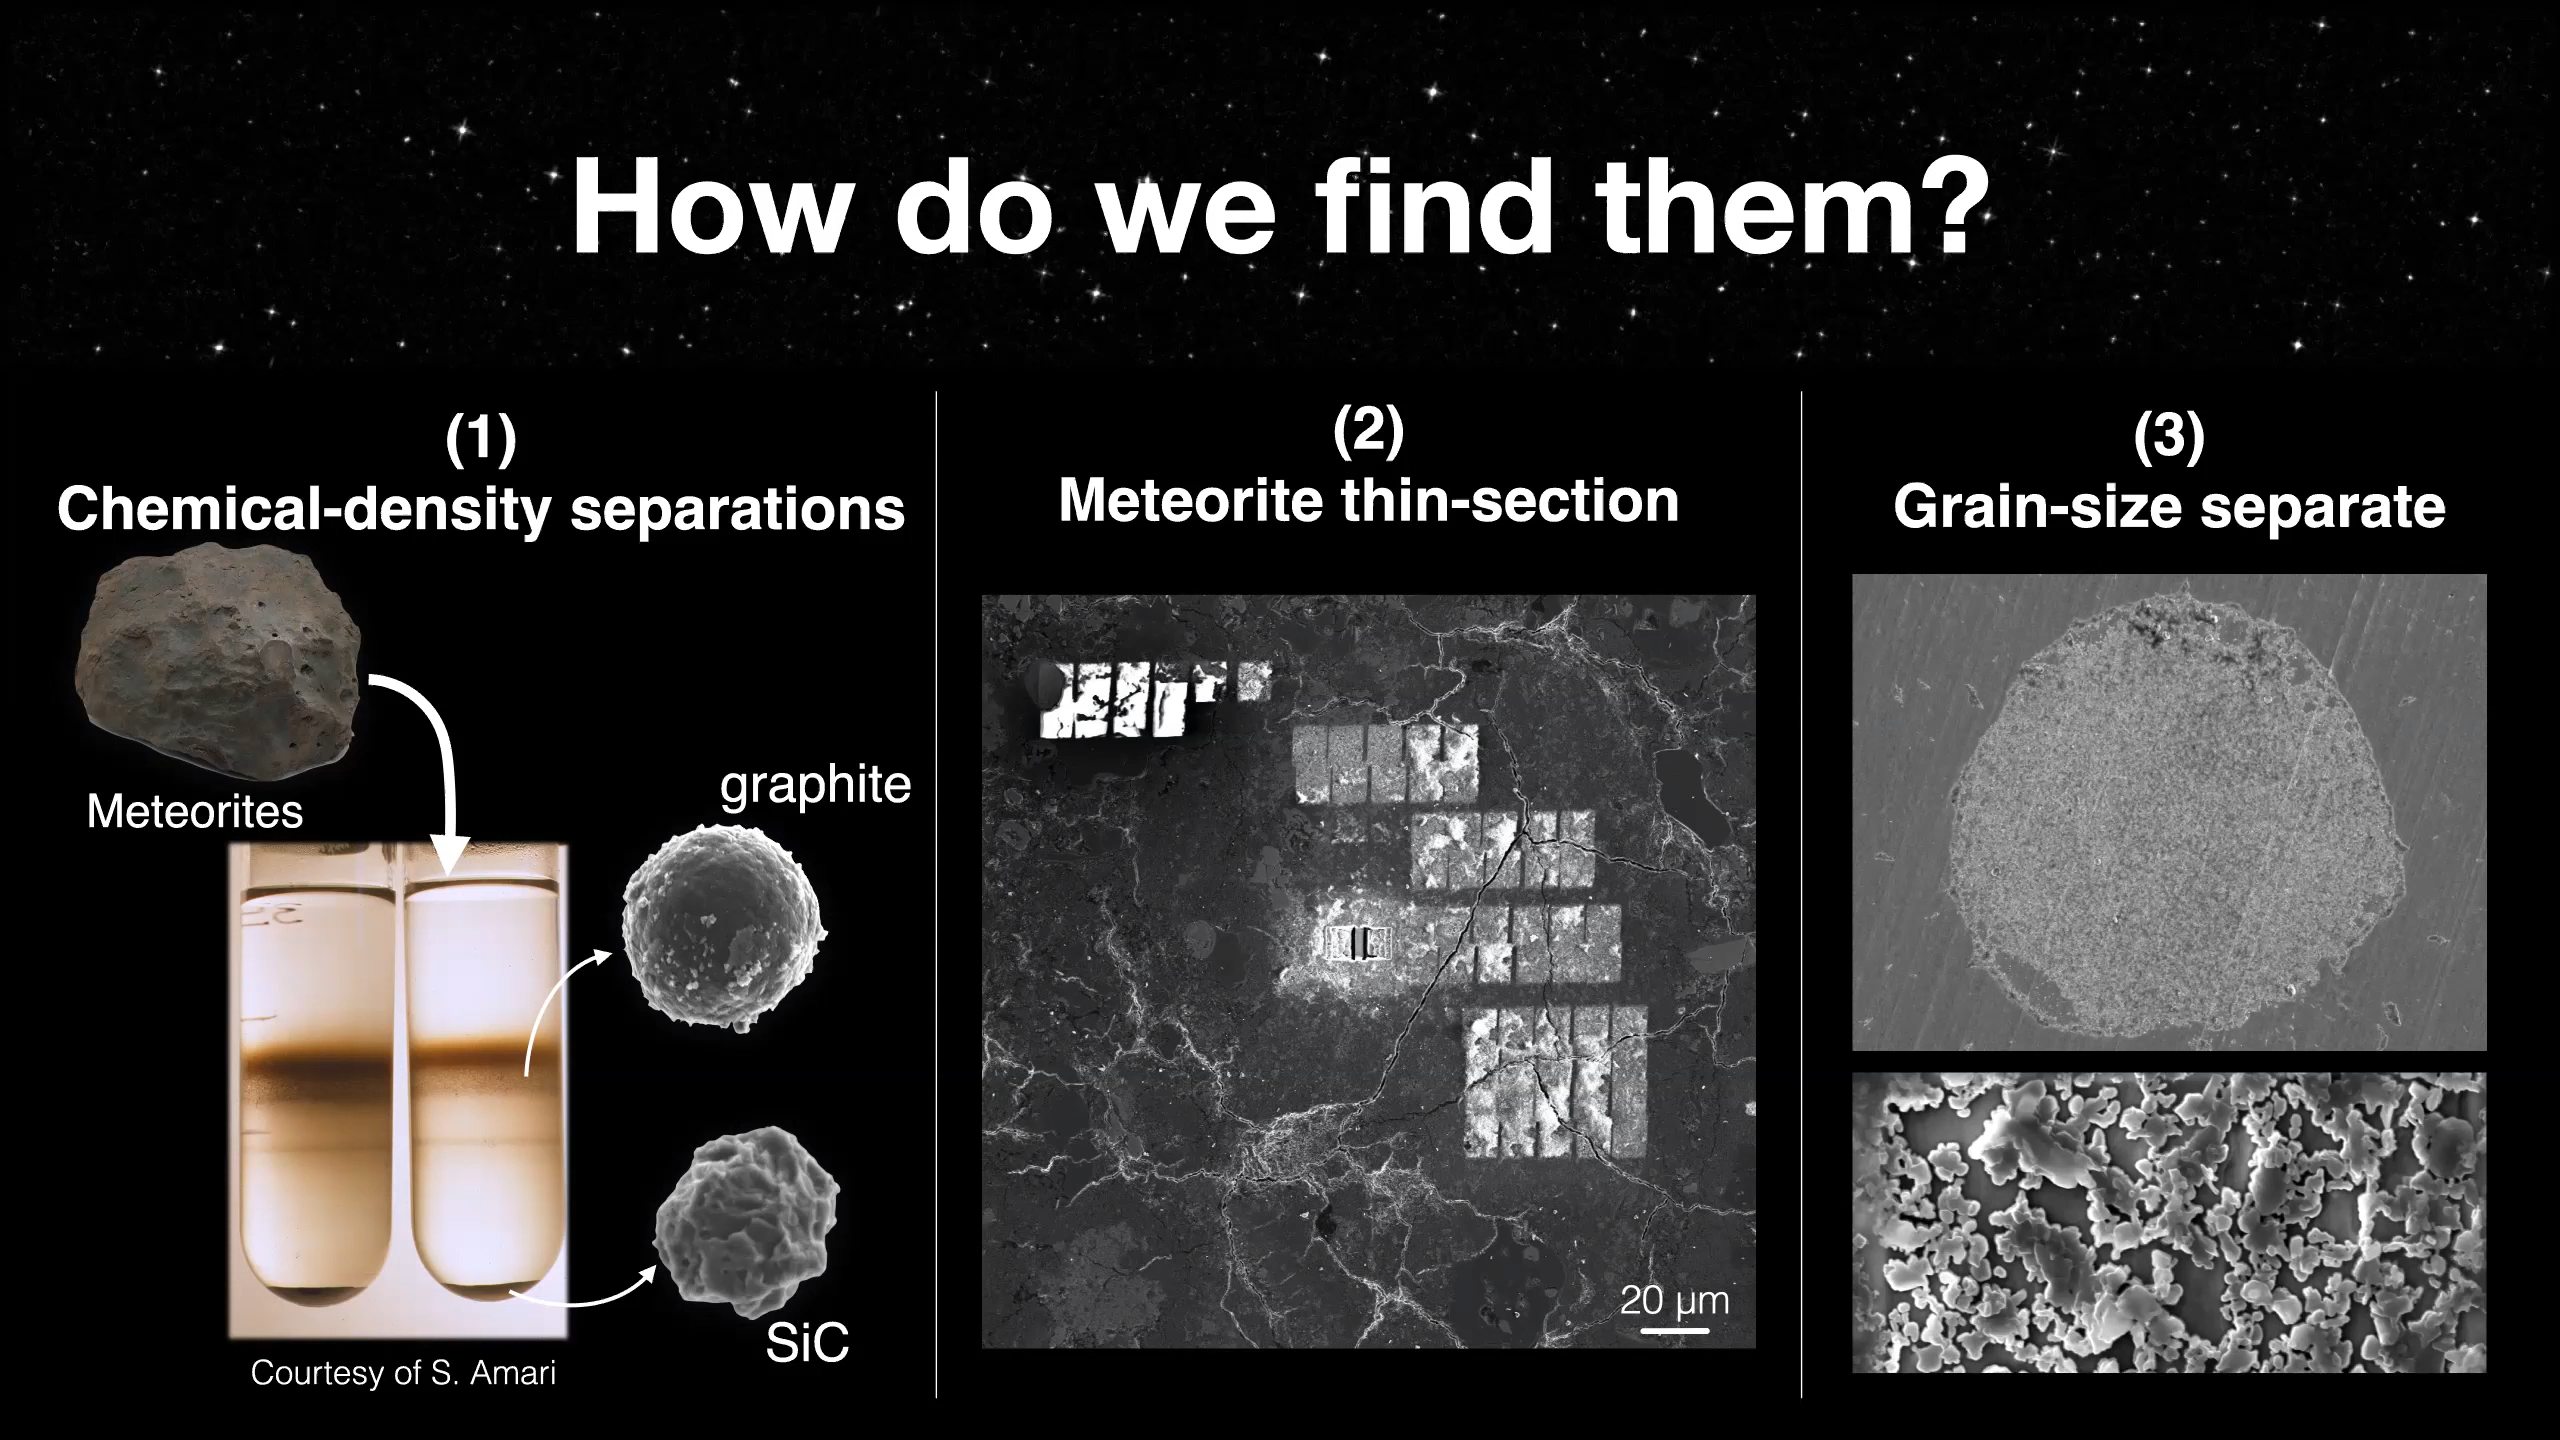 How do we find them?
(1)
Chemical-density separations
Meteorites
graphite
SiC
Courtesy of S. Amari
(2)
Meteorite thin-section
20 µm
(3)
Grain-size separate